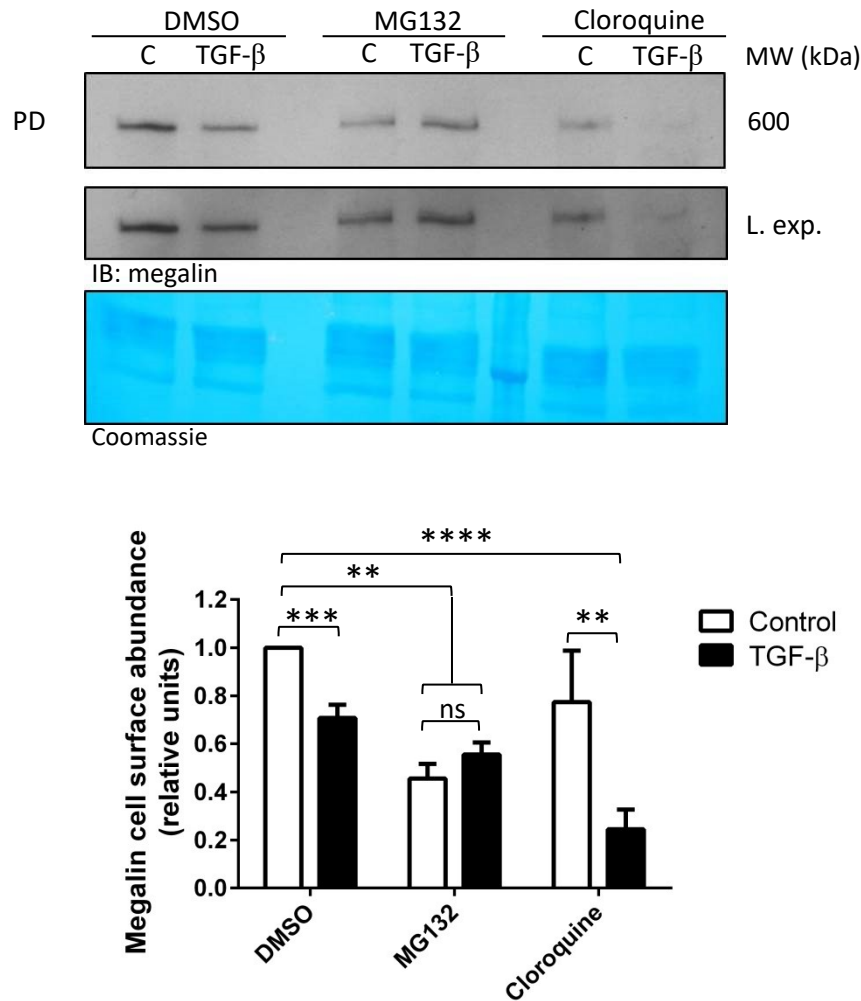 DMSO MG132 Cloroquine
C TGF-β C TGF-β C TGF-β MW (kDa)
PD 600
L. exp.
IB: megalin
Coomassie
****
**
*** **
ns
Control
TGF-β
Megalin cell surface abundance
(relative units)
1.2
1.0
0.8
0.6
0.4
0.2
0.0
DMSO MG132 Cloroquine